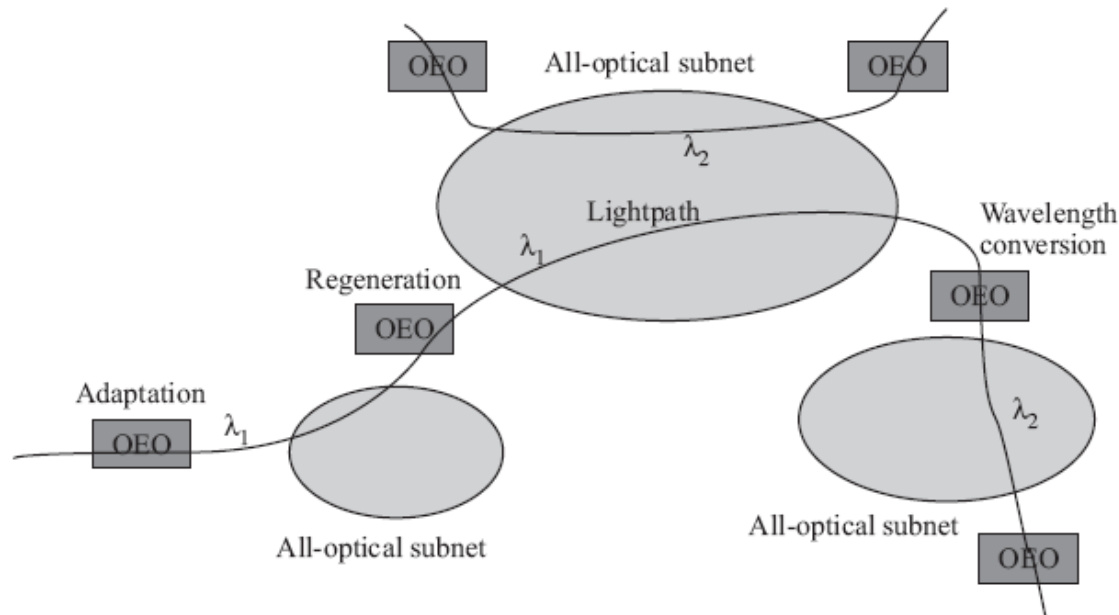 OEO
All-optical subnet
OEO
λ2
Lightpath
λ1
Wavelength
conversion
Regeneration
OEO
OEO
Adaptation
OEO
λ1
λ2
All-optical subnet
All-optical subnet
OEO